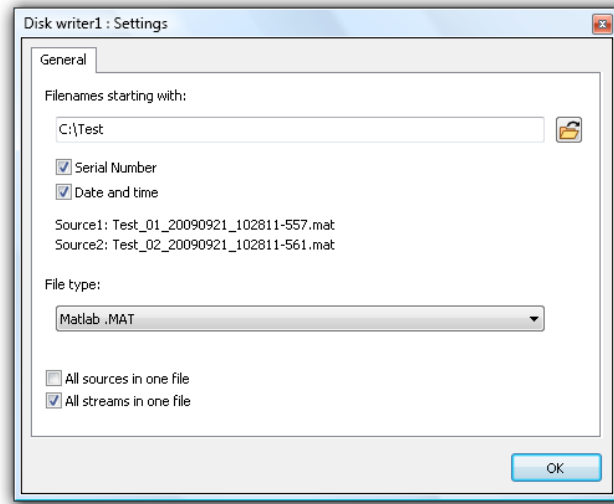 Disk writer1 : Settings
General
Filenames starting with:
C:\Test
Serial Number
Date and time
Source1: Test_01_20090921_102811-557.mat
Source2: Test_02_20090921_102811-561.mat
File type:
Matlab .MAT
All sources in one file
All streams in one file
OK